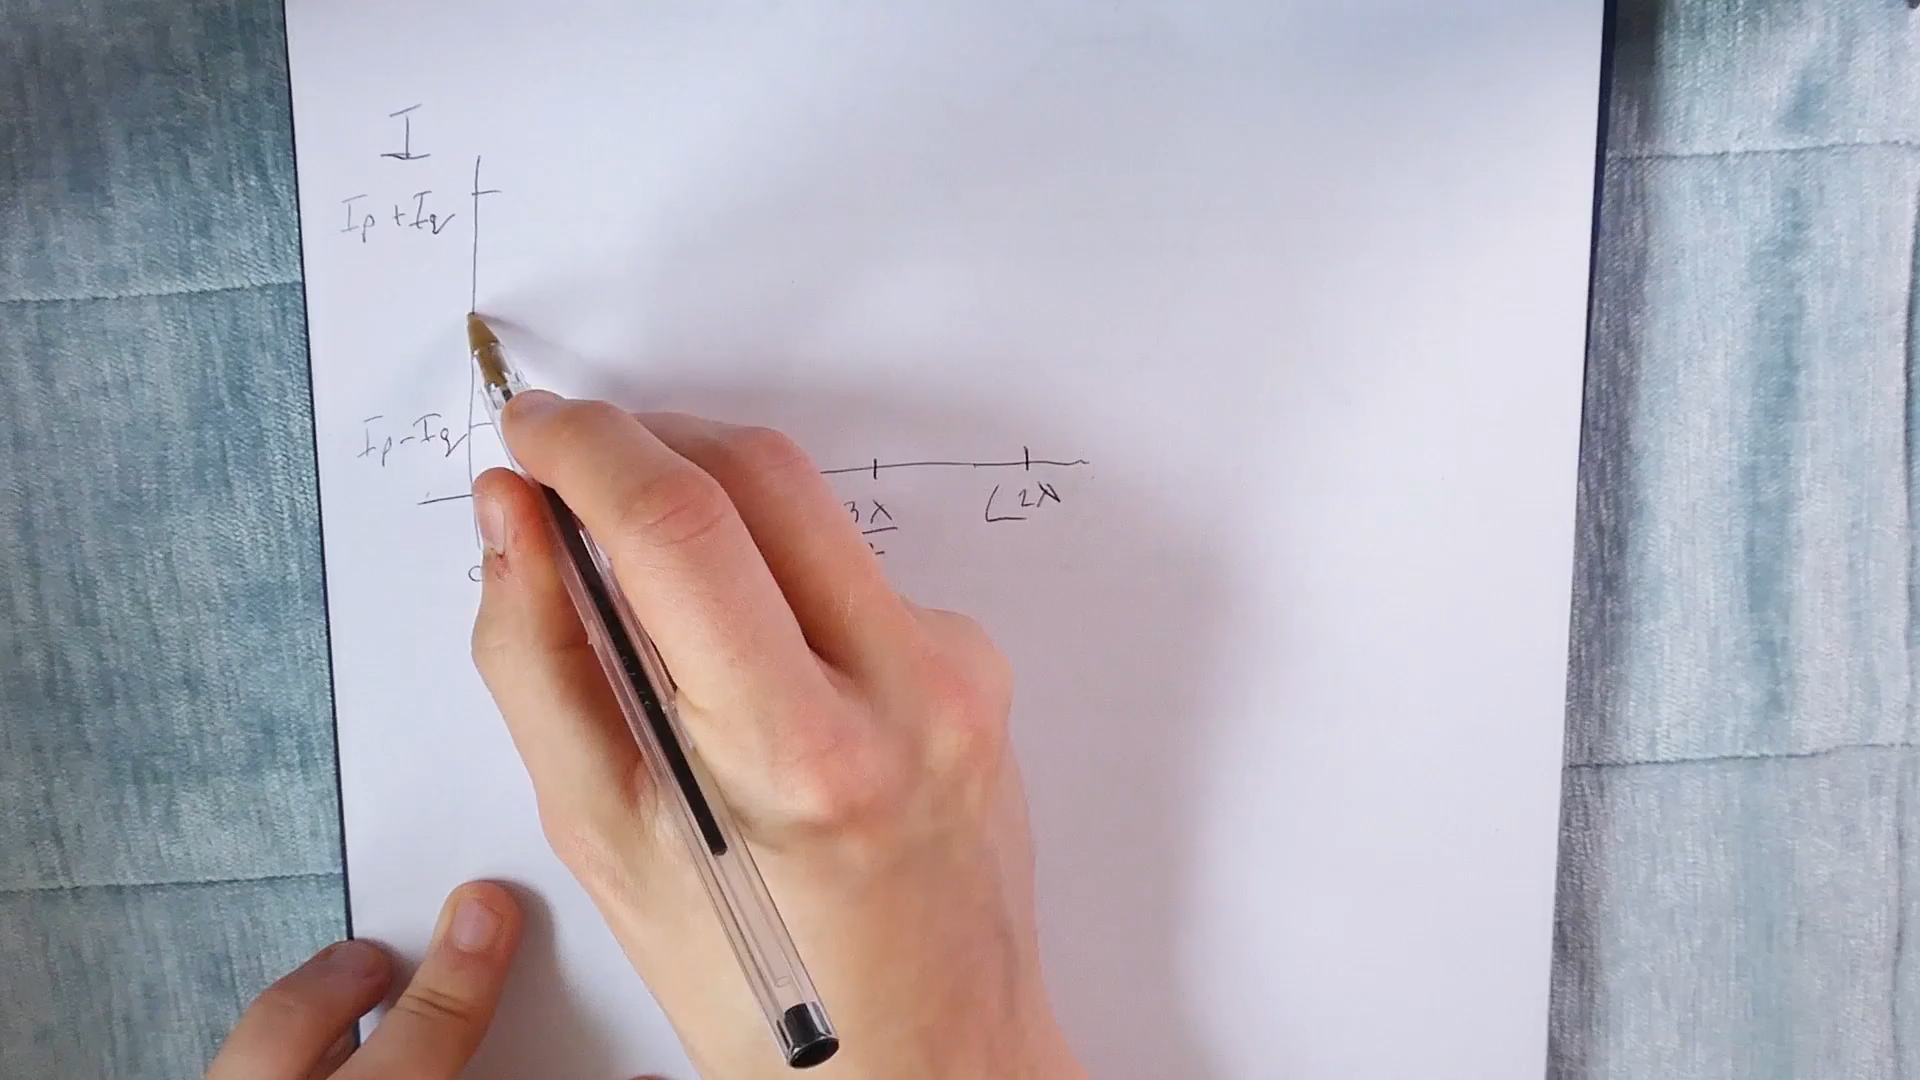 I
Ip + Iq
Ip - Iq
3λ
2λ